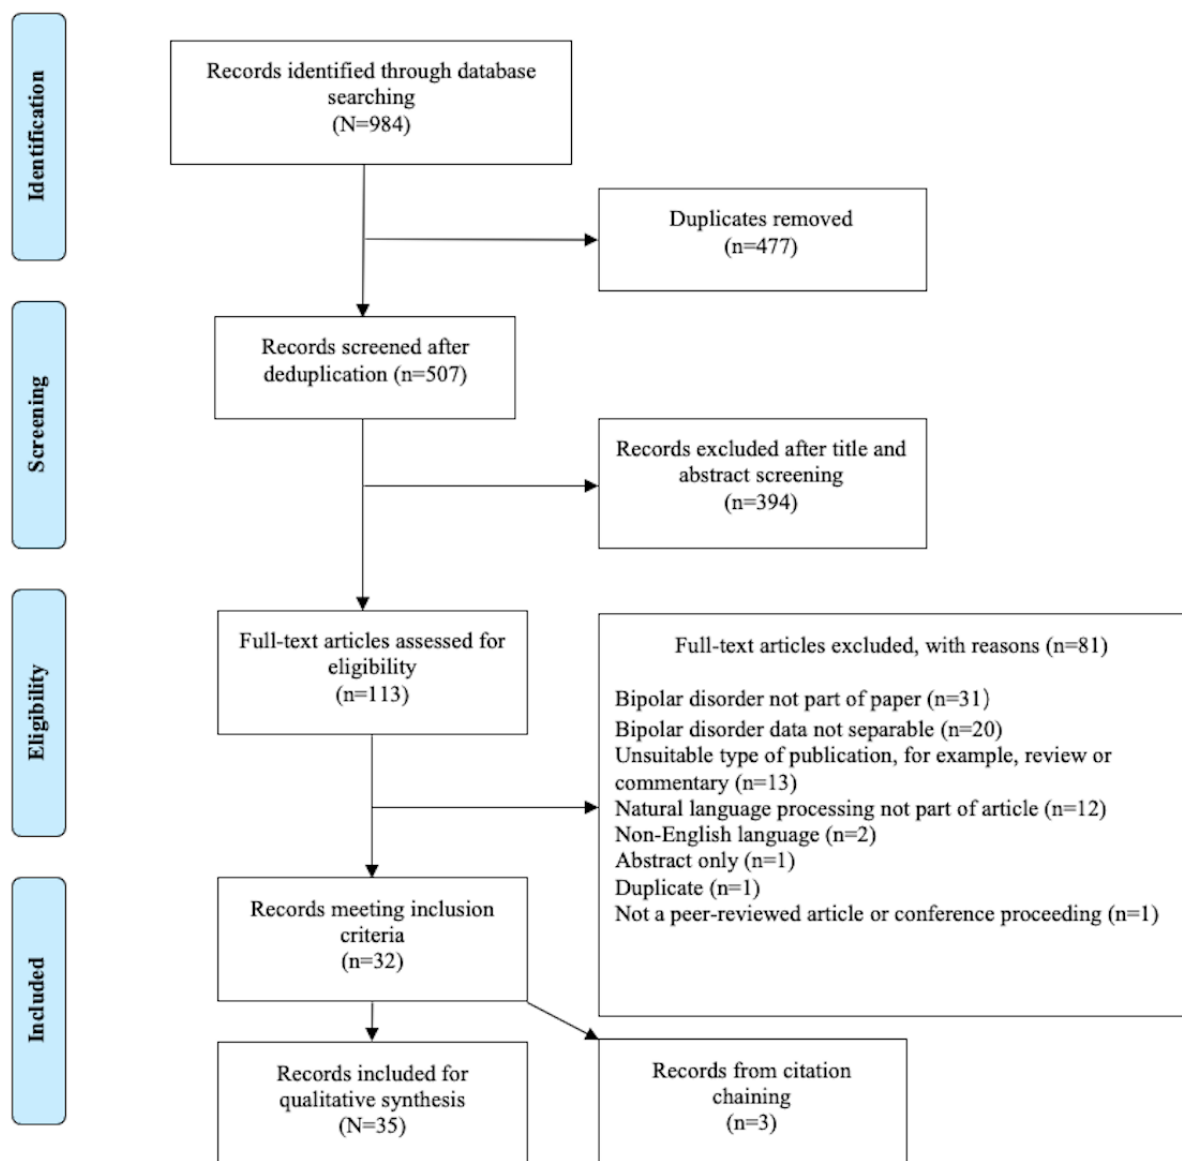 Identification
Records identified through database
searching
(N=984)
Duplicates removed
(n=477)
Screening
Records screened after
deduplication (n=507)
Records excluded after title and
abstract screening
(n=394)
Eligibility
Full-text articles assessed for
eligibility
(n=113)
Full-text articles excluded, with reasons (n=81)
Bipolar disorder not part of paper (n=31)
Bipolar disorder data not separable (n=20)
Unsuitable type of publication, for example, review or
commentary (n=13)
Natural language processing not part of article (n=12)
Non-English language (n=2)
Abstract only (n=1)
Duplicate (n=1)
Not a peer-reviewed article or conference proceeding (n=1)
Included
Records meeting inclusion
criteria
(n=32)
Records included for
qualitative synthesis
(N=35)
Records from citation
chaining
(n=3)